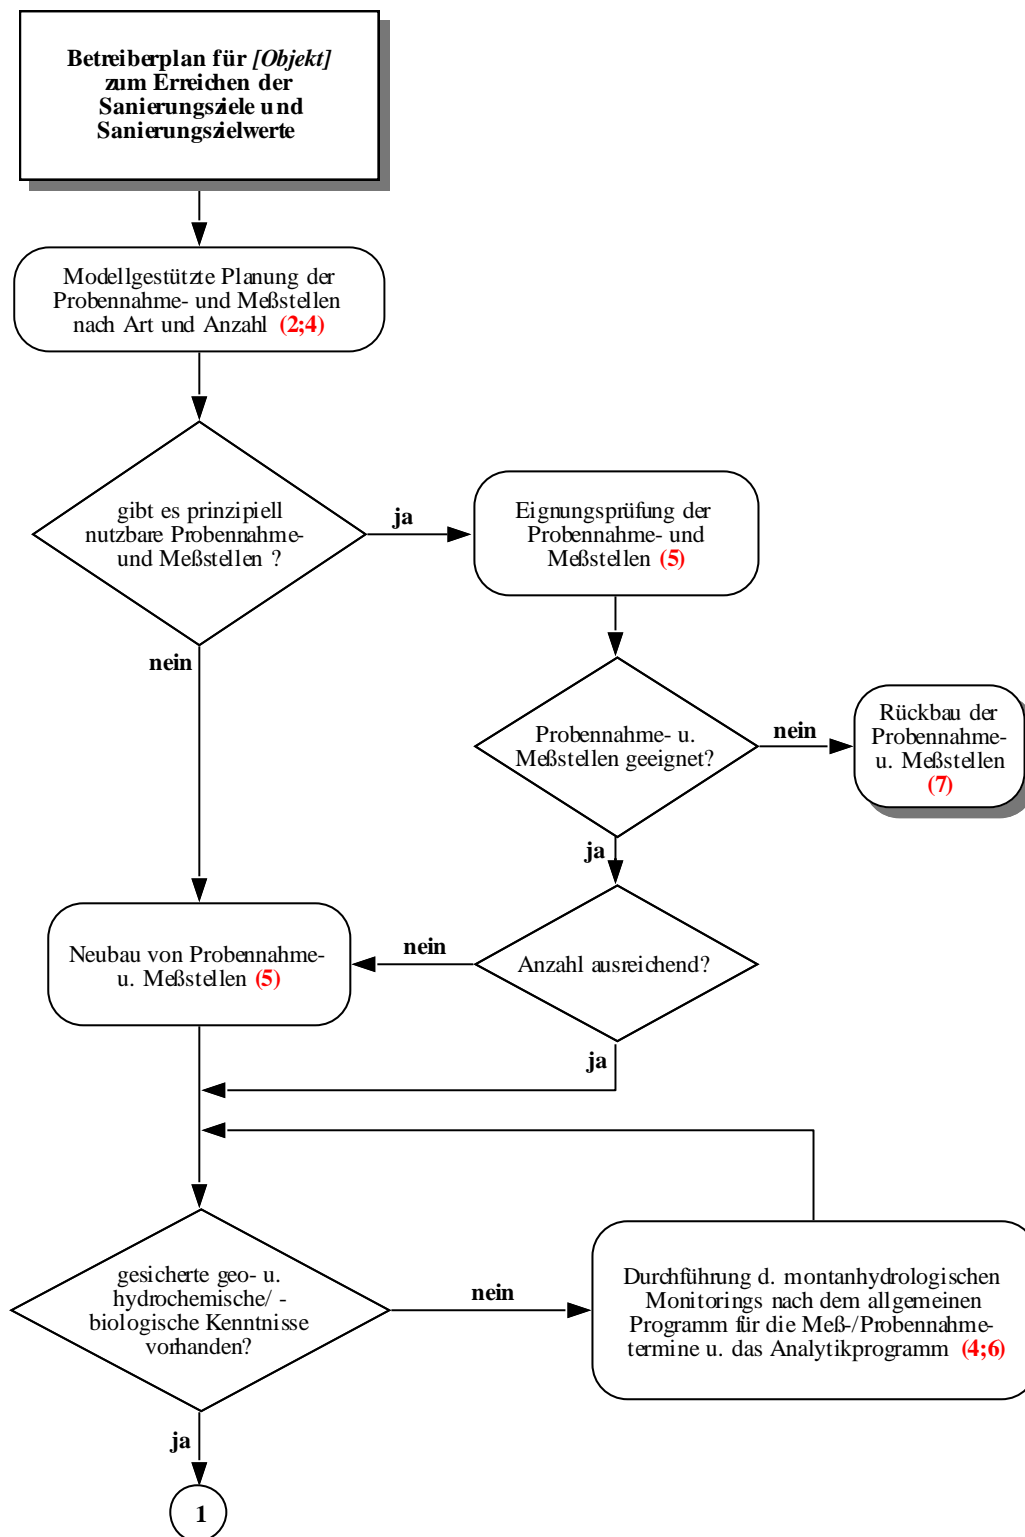 Betreiberplan für [Objekt]
zum Erreichen der
Sanierungsziele und
Sanierungszielwerte
Modellgestützte Planung der
Probennahme- und Meßstellen
nach Art und Anzahl (2;4)
gibt es prinzipiell
nutzbare Probennahme-
und Meßstellen ?
ja
Eignungsprüfung der
Probennahme- und
Meßstellen (5)
nein
Probennahme- u.
Meßstellen geeignet?
nein
Rückbau der
Probennahme-
u. Meßstellen
(7)
ja
Neubau von Probennahme-
u. Meßstellen (5)
nein
Anzahl ausreichend?
ja
gesicherte geo- u.
hydrochemische/ -
biologische Kenntnisse
vorhanden?
nein
Durchführung d. montanhydrologischen
Monitorings nach dem allgemeinen
Programm für die Meß-/Probennahme-
termine u. das Analytikprogramm (4;6)
ja
1